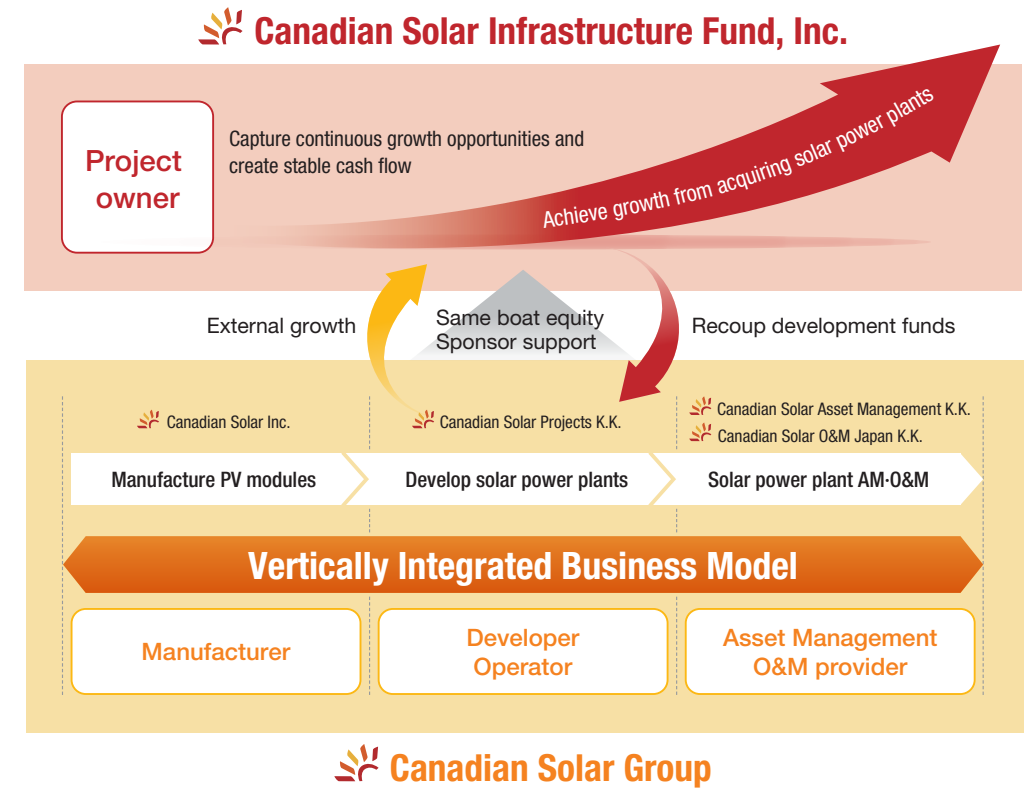 Canadian Solar Infrastructure Fund, Inc.
Project
owner
Capture continuous growth opportunities and
create stable cash flow
Achieve growth from acquiring solar power plants
External growth
Same boat equity
Sponsor support
Recoup development funds
Canadian Solar Inc.
Canadian Solar Projects K.K.
Canadian Solar Asset Management K.K.
Canadian Solar O&M Japan K.K.
Manufacture PV modules
Develop solar power plants
Solar power plant AM·O&M
Vertically Integrated Business Model
Manufacturer
Developer
Operator
Asset Management
O&M provider
Canadian Solar Group